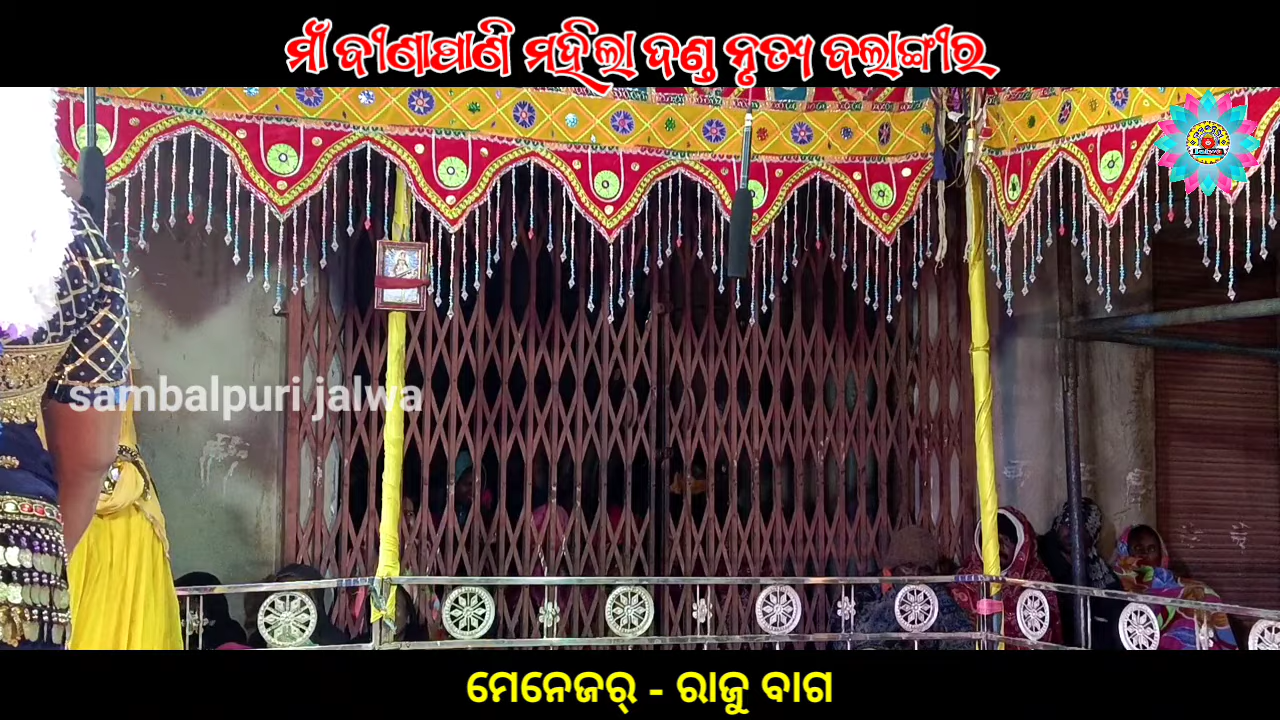 ମାଁ ବୀଣାପାଣି ମହିଳା ଦଣ୍ଡ ନୃତ୍ୟ ବଲାଙ୍ଗୀର
sambalpuri jalwa
ମେନେଜର୍ - ରାଜୁ ବାଗ